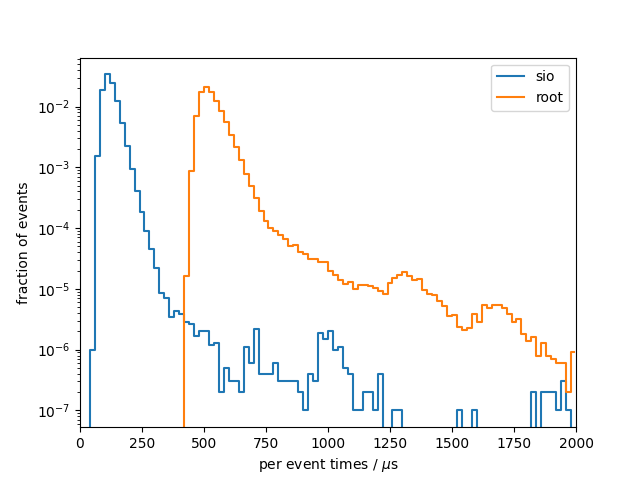 sio
root
10⁻²
10⁻³
10⁻⁴
10⁻⁵
10⁻⁶
10⁻⁷
fraction of events
0 250 500 750 1000 1250 1500 1750 2000
per event times / μs